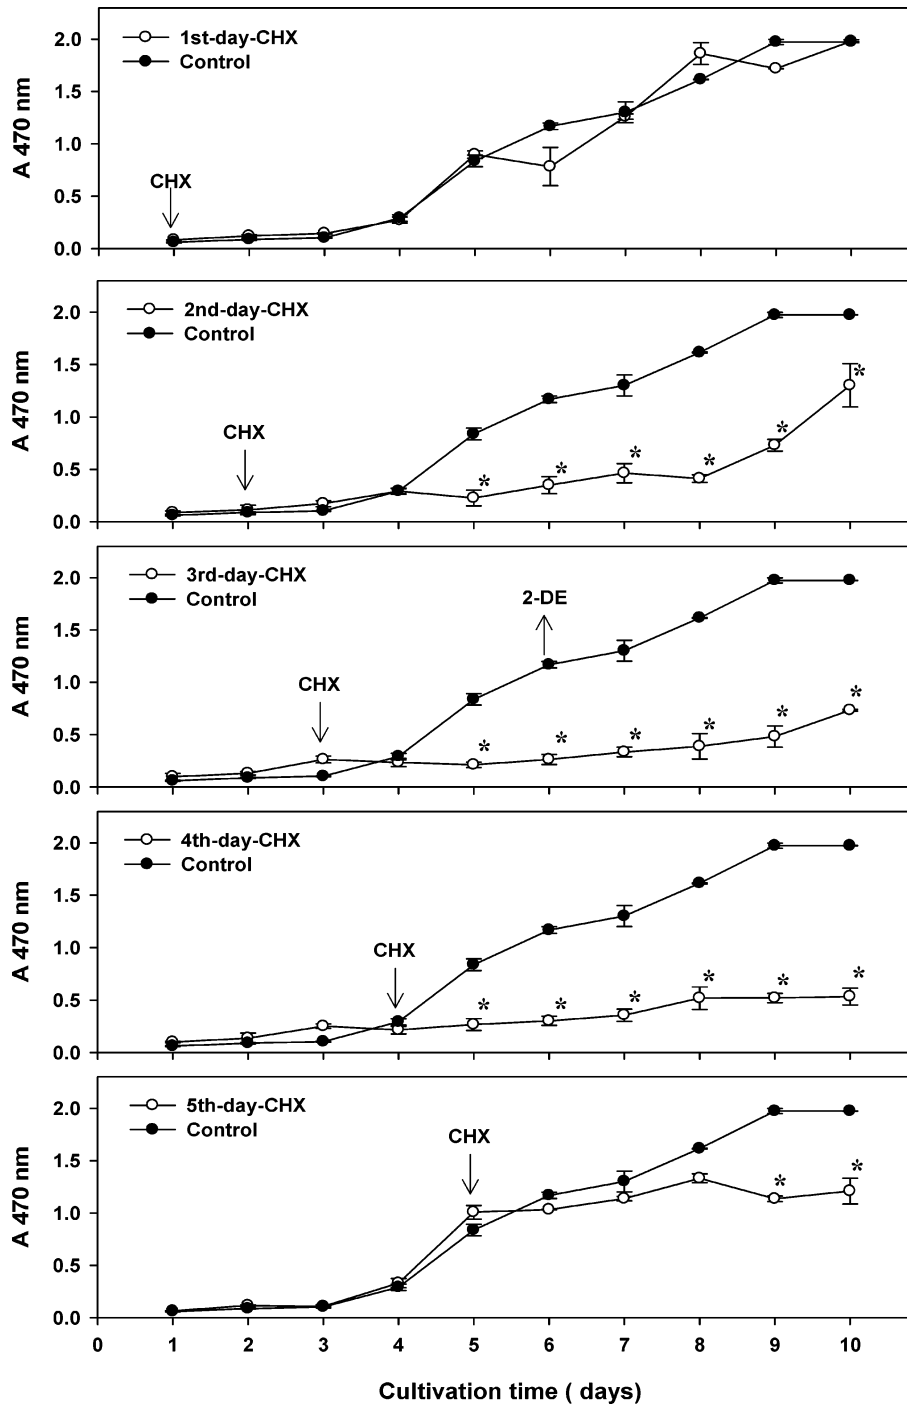 1st-day-CHX
Control
2.0
1.5
1.0
0.5
0.0
A 470 nm
CHX
2nd-day-CHX
Control
2.0
1.5
1.0
0.5
0.0
A 470 nm
CHX
*
*
*
*
*
*
3rd-day-CHX
Control
2.0
1.5
1.0
0.5
0.0
A 470 nm
2-DE
CHX
*
*
*
*
*
*
4th-day-CHX
Control
2.0
1.5
1.0
0.5
0.0
A 470 nm
CHX
*
*
*
*
*
*
5th-day-CHX
Control
2.0
1.5
1.0
0.5
0.0
A 470 nm
CHX
*
*
0 1 2 3 4 5 6 7 8 9 10
Cultivation time ( days)